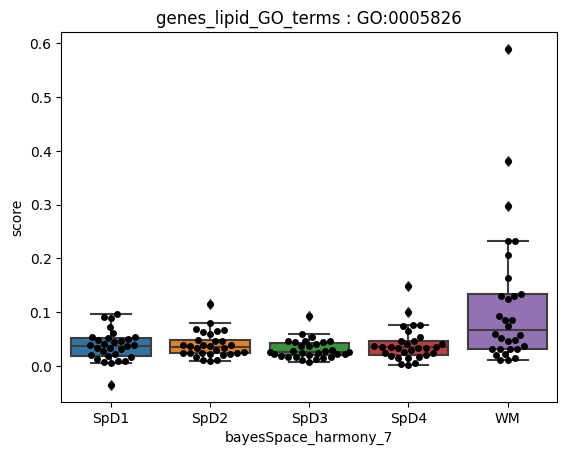 genes_lipid_GO_terms : GO:0005826
score
0.6
0.5
0.4
0.3
0.2
0.1
0.0
SpD1 SpD2 SpD3 SpD4 WM
bayesSpace_harmony_7